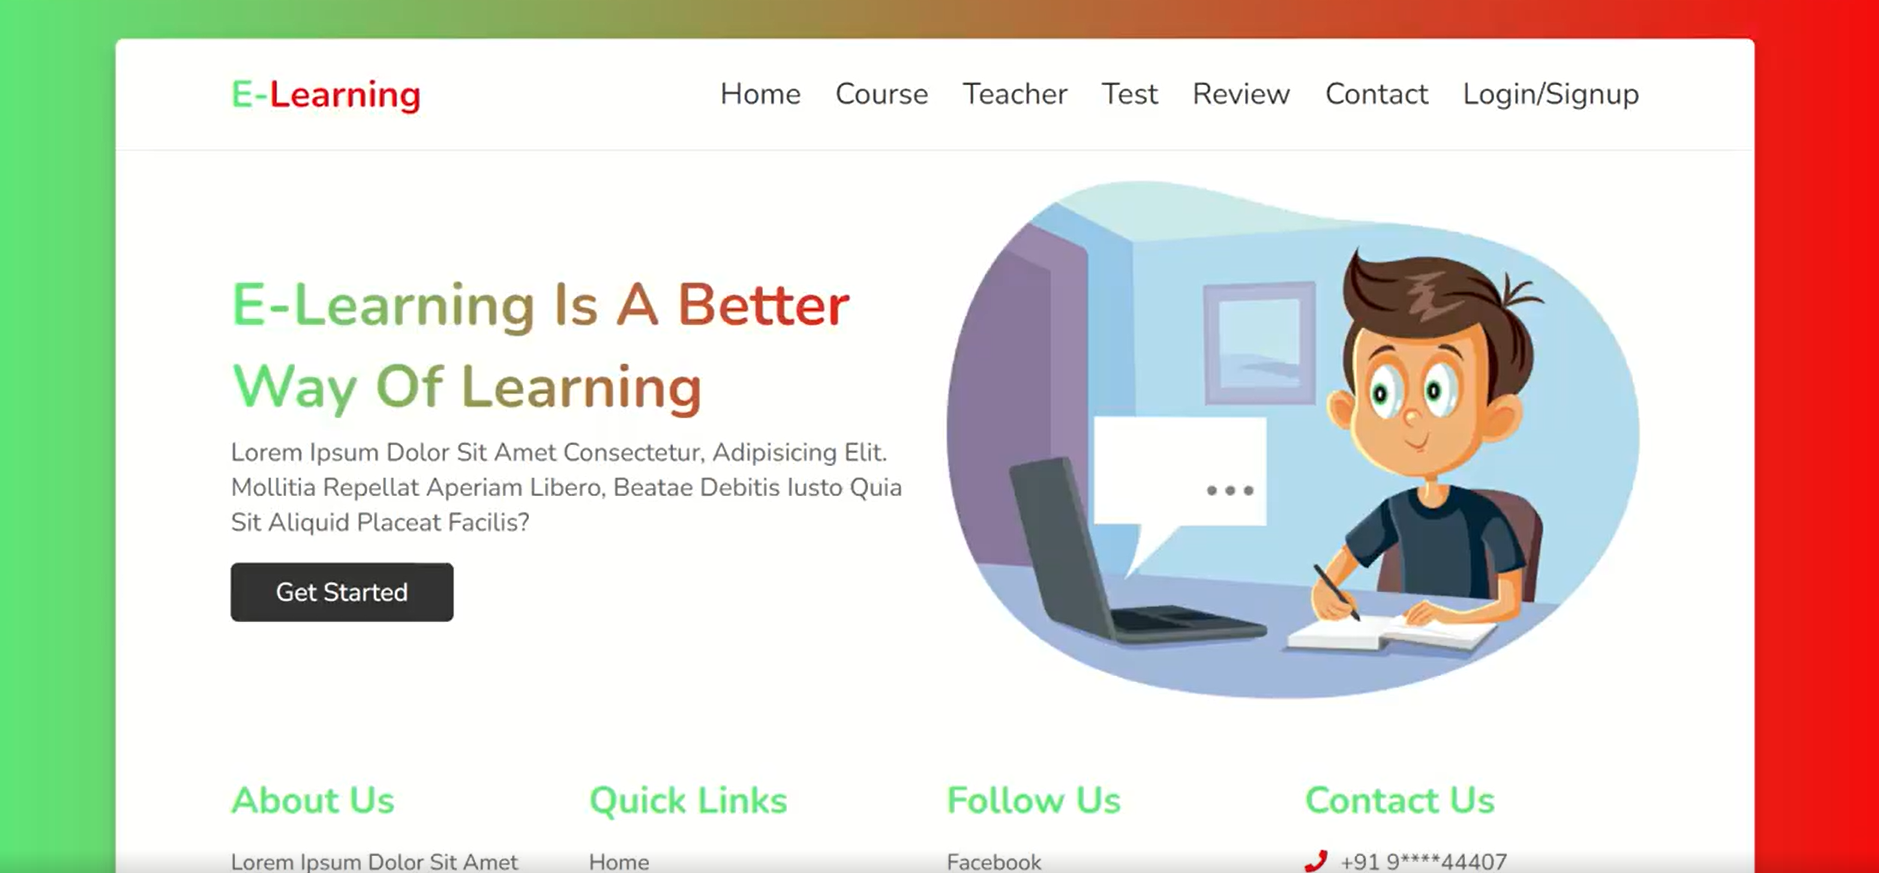 E-Learning
Home Course Teacher Test Review Contact Login/Signup
E-Learning Is A Better
Way Of Learning
Lorem Ipsum Dolor Sit Amet Consectetur, Adipisicing Elit.
Mollitia Repellat Aperiam Libero, Beatae Debitis Iusto Quia
Sit Aliquid Placeat Facilis?
Get Started
About Us Quick Links Follow Us Contact Us
Lorem Ipsum Dolor Sit Amet Home Facebook +91 9****44407